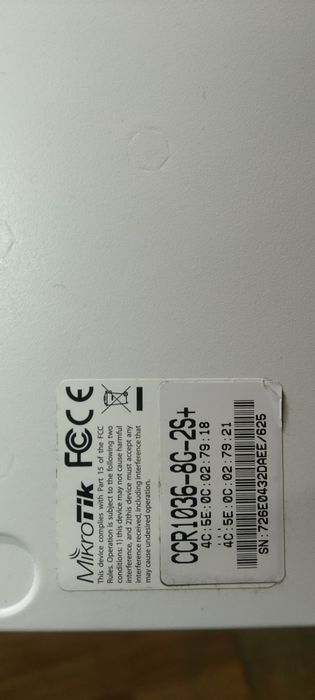 MikroTik FCC CE
This device complies with Part 15 of the FCC
Rules. Operation is subject to the following two
conditions: 1) this device may not cause harmful
interference, and 2)this device must accept any
interference received, including interference that
may cause undesired operation.
CCR1036-8G-2S+
4C:5E:0C:02:79:18
...
4C:5E:0C:02:79:21
SN:726E0432DAEE/625